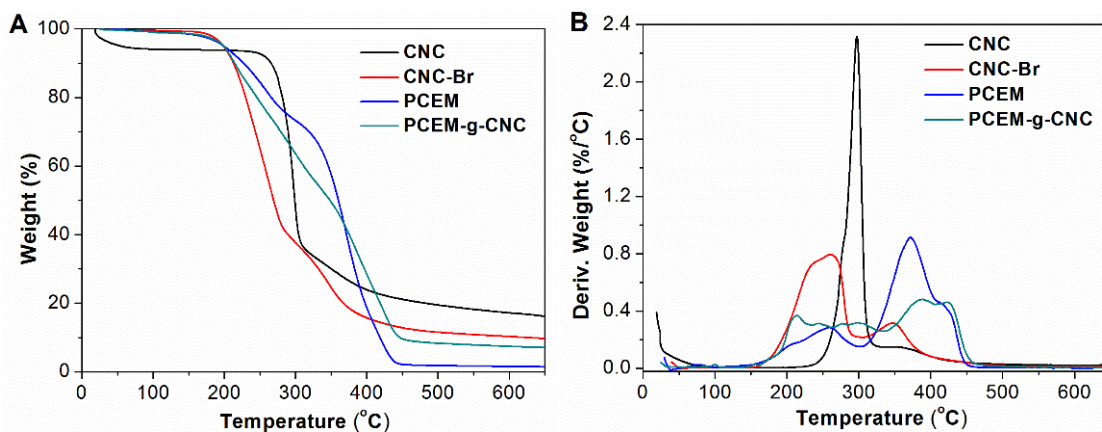 A
100
80
60
40
20
0
Weight (%)
0
100
200
300
400
500
600
Temperature (°C)
CNC
CNC-Br
PCEM
PCEM-g-CNC
B
2.4
2.0
1.6
1.2
0.8
0.4
0.0
Deriv. Weight (%/°C)
0
100
200
300
400
500
600
Temperature (°C)
CNC
CNC-Br
PCEM
PCEM-g-CNC